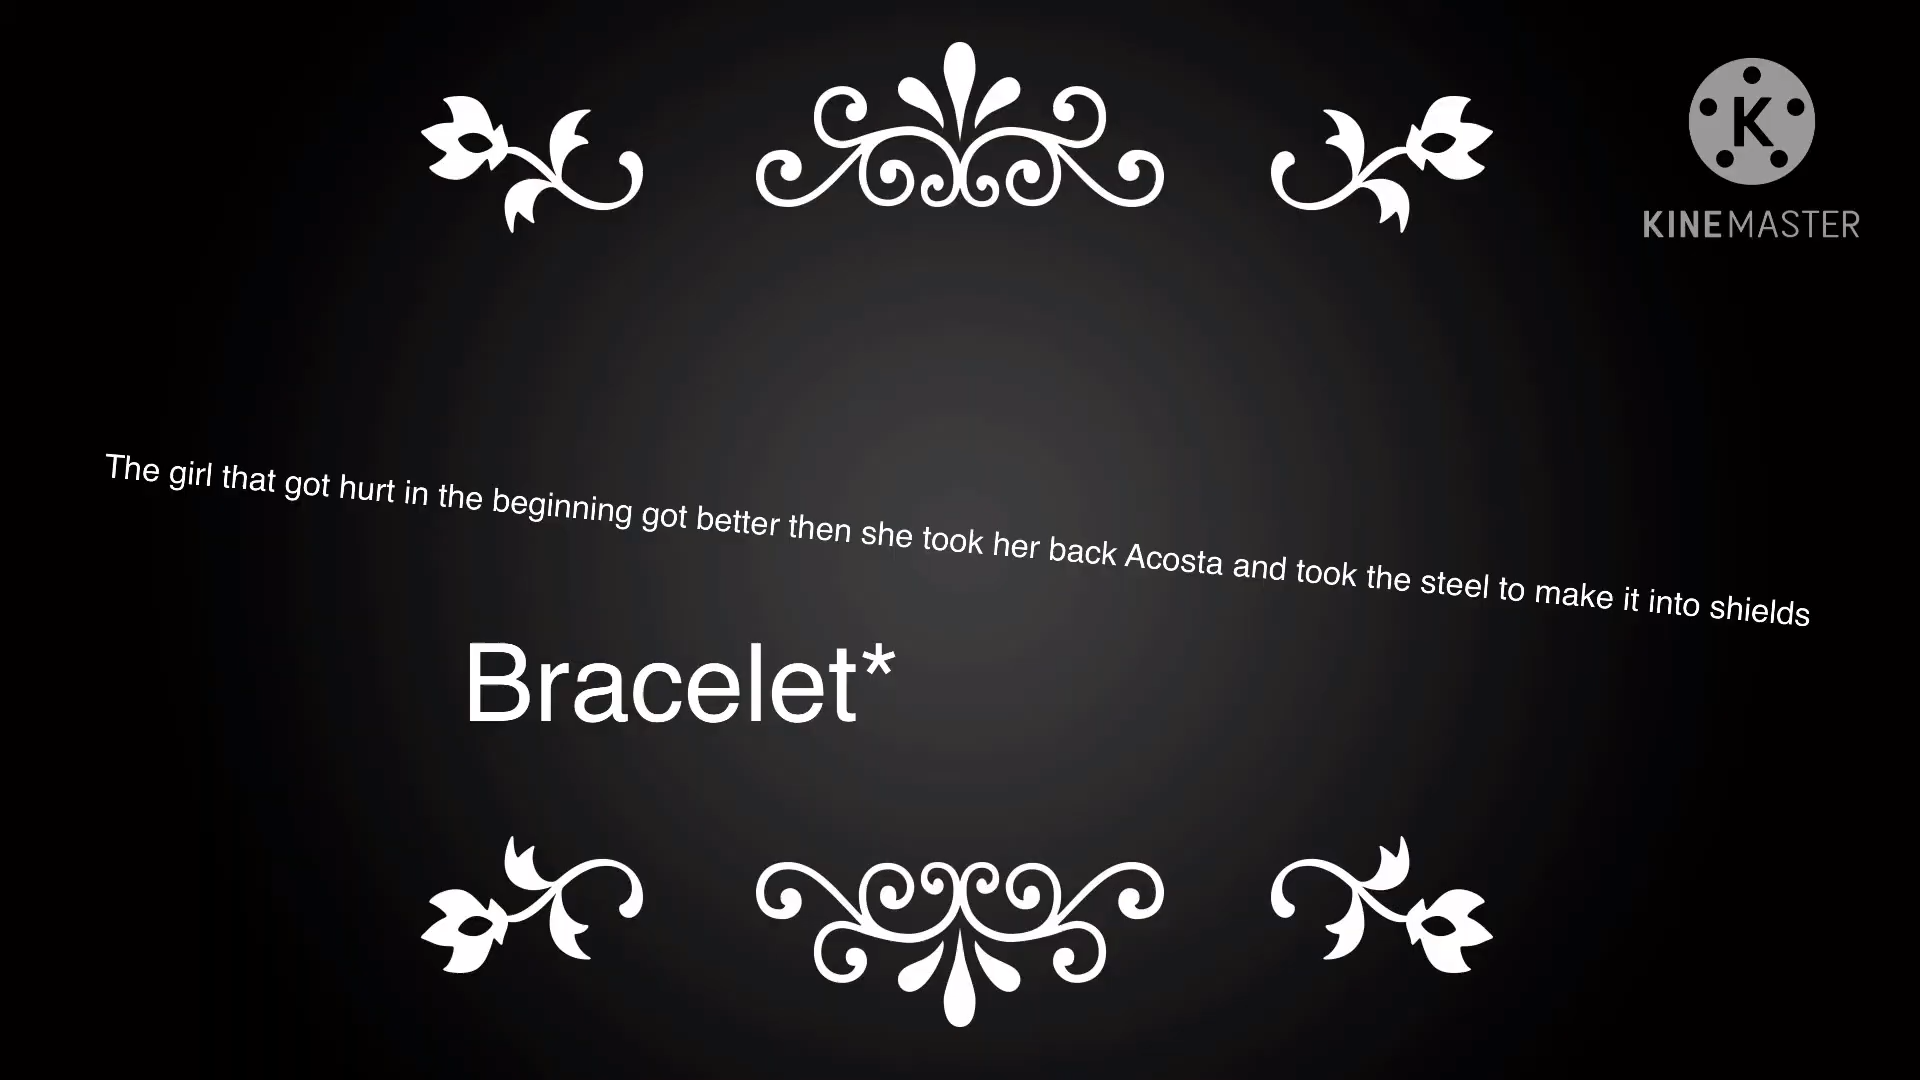 K
KINEMASTER
The girl that got hurt in the beginning got better then she took her back Acosta and took the steel to make it into shields
Bracelet*